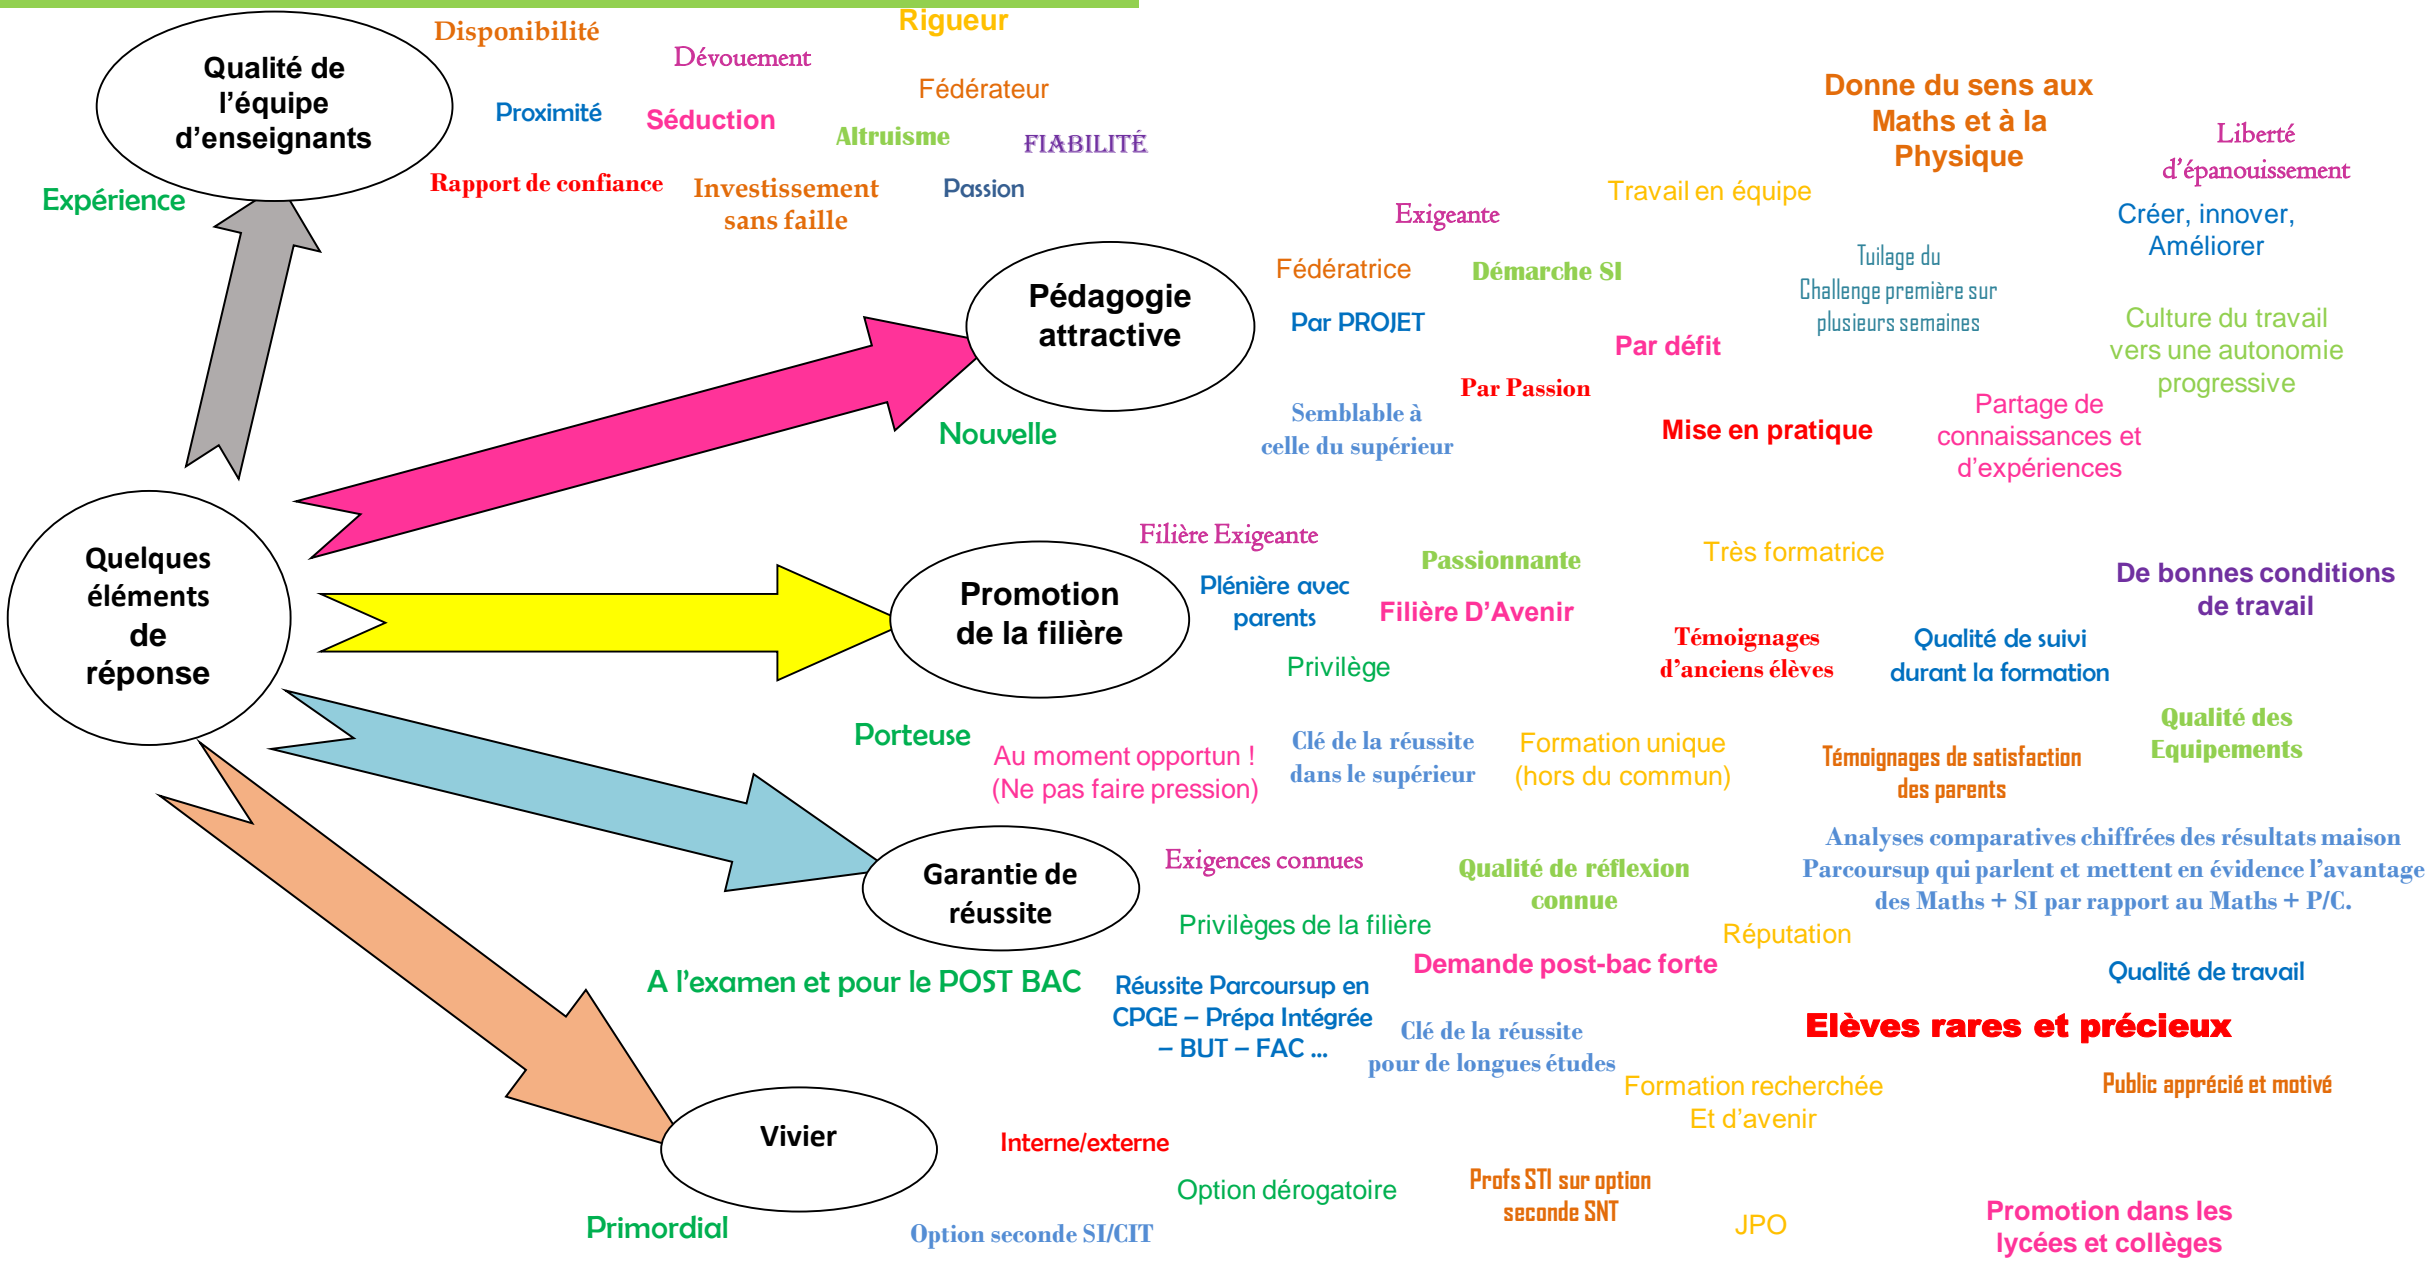 Qualité de
l’équipe
d’enseignants
Disponibilité
Rigueur
Dévouement
Fédérateur
Proximité
Séduction
Altruisme
FIABILITÉ
Expérience
Rapport de confiance
Investissement
sans faille
Passion
Pédagogie
attractive
Nouvelle
Exigeante
Travail en équipe
Donne du sens aux
Maths et à la
Physique
Liberté
d’épanouissement
Créer, innover,
Améliorer
Fédératrice
Démarche SI
Tuilage du
Challenge première sur
plusieurs semaines
Par PROJET
Par défit
Culture du travail
vers une autonomie
progressive
Par Passion
Semblable à
celle du supérieur
Mise en pratique
Partage de
connaissances et
d’expériences
Quelques
éléments
de
réponse
Promotion
de la filière
Porteuse
Filière Exigeante
Passionnante
Très formatrice
De bonnes conditions
de travail
Plénière avec
parents
Filière D’Avenir
Témoignages
d’anciens élèves
Qualité de suivi
durant la formation
Privilège
Au moment opportun !
(Ne pas faire pression)
Clé de la réussite
dans le supérieur
Formation unique
(hors du commun)
Témoignages de satisfaction
des parents
Qualité des
Equipements
Garantie de
réussite
A l’examen et pour le POST BAC
Exigences connues
Qualité de réflexion
connue
Analyses comparatives chiffrées des résultats maison
Parcoursup qui parlent et mettent en évidence l’avantage
des Maths + SI par rapport au Maths + P/C.
Privilèges de la filière
Réputation
Demande post-bac forte
Qualité de travail
Réussite Parcoursup en
CPGE – Prépa Intégrée
– BUT – FAC ...
Clé de la réussite
pour de longues études
Elèves rares et précieux
Formation recherchée
Et d’avenir
Public apprécié et motivé
Vivier
Primordial
Interne/externe
Option dérogatoire
Option seconde SI/CIT
Profs STI sur option
seconde SNT
JPO
Promotion dans les
lycées et collèges